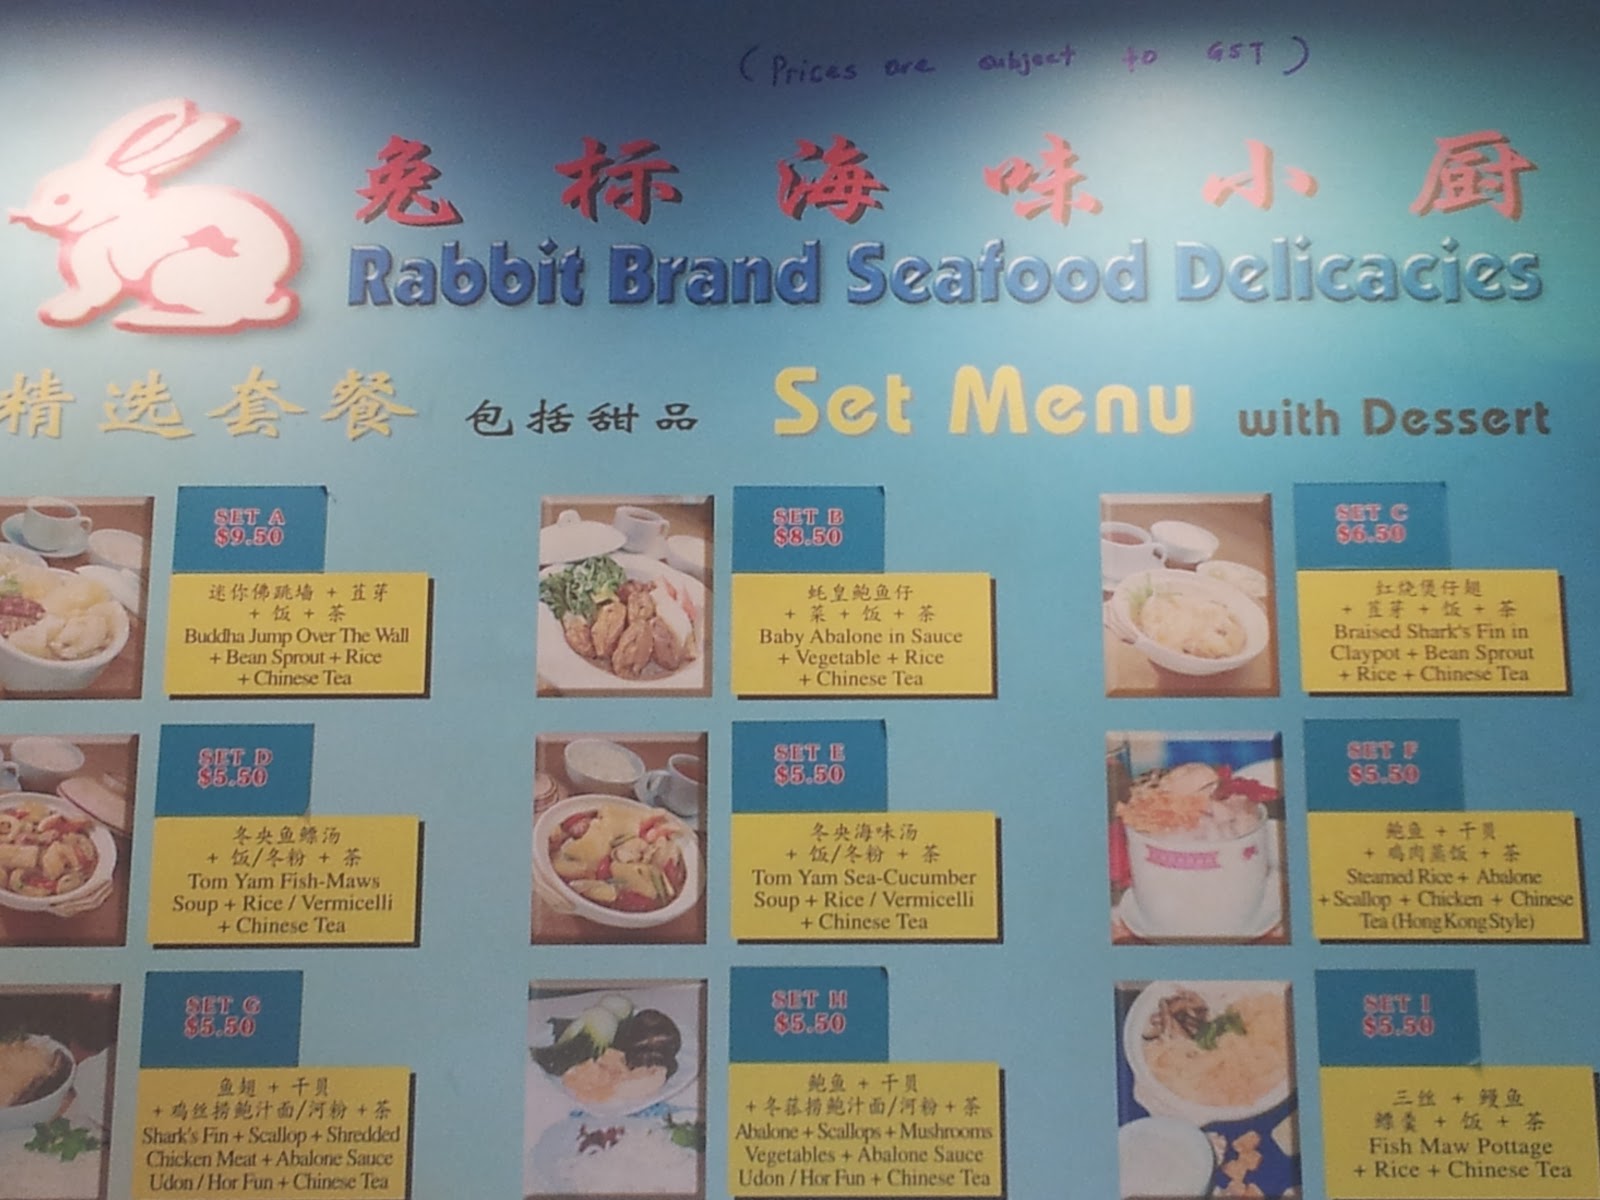 (Prices are subject to GST)
兔标海味小厨
Rabbit Brand Seafood Delicacies
精选套餐 包括甜品 Set Menu with Dessert
SET A
$9.50
迷你佛跳墙 + 荳芽
+ 饭 + 茶
Buddha Jump Over The Wall
+ Bean Sprout + Rice
+ Chinese Tea
SET B
$8.50
蚝皇鲍鱼仔
+ 菜 + 饭 + 茶
Baby Abalone in Sauce
+ Vegetable + Rice
+ Chinese Tea
SET C
$6.50
红烧煲仔翅
+ 荳芽 + 饭 + 茶
Braised Shark's Fin in
Claypot + Bean Sprout
+ Rice + Chinese Tea
SET D
$5.50
冬央鱼鳔汤
+ 饭/冬粉 + 茶
Tom Yam Fish-Maws
Soup + Rice / Vermicelli
+ Chinese Tea
SET E
$5.50
冬央海味汤
+ 饭/冬粉 + 茶
Tom Yam Sea-Cucumber
Soup + Rice / Vermicelli
+ Chinese Tea
SET F
$5.50
鲍鱼 + 干贝
+ 鸡肉蒸饭 + 茶
Steamed Rice + Abalone
+ Scallop + Chicken + Chinese
Tea (Hong Kong Style)
SET G
$5.50
鱼翅 + 干贝
+ 鸡丝捞鲍汁面/河粉 + 茶
Shark's Fin + Scallop + Shredded
Chicken Meat + Abalone Sauce
Udon / Hor Fun + Chinese Tea
SET H
$5.50
鲍鱼 + 干贝
+ 冬菇捞鲍汁面/河粉 + 茶
Abalone + Scallops + Mushrooms
Vegetables + Abalone Sauce
Udon / Hor Fun + Chinese Tea
SET I
$5.50
三丝 + 鳗鱼
鳔羹 + 饭 + 茶
Fish Maw Pottage
+ Rice + Chinese Tea